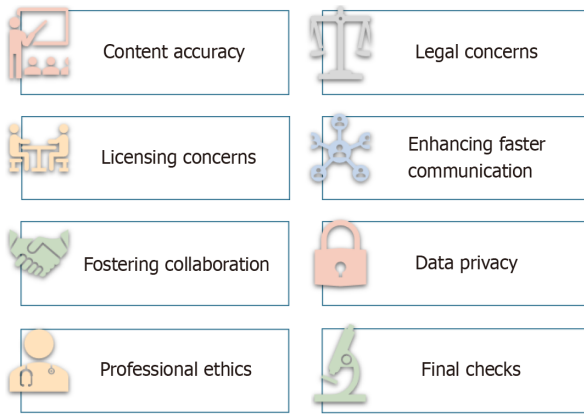 Content accuracy
Legal concerns
Licensing concerns
Enhancing faster
communication
Fostering collaboration
Data privacy
Professional ethics
Final checks